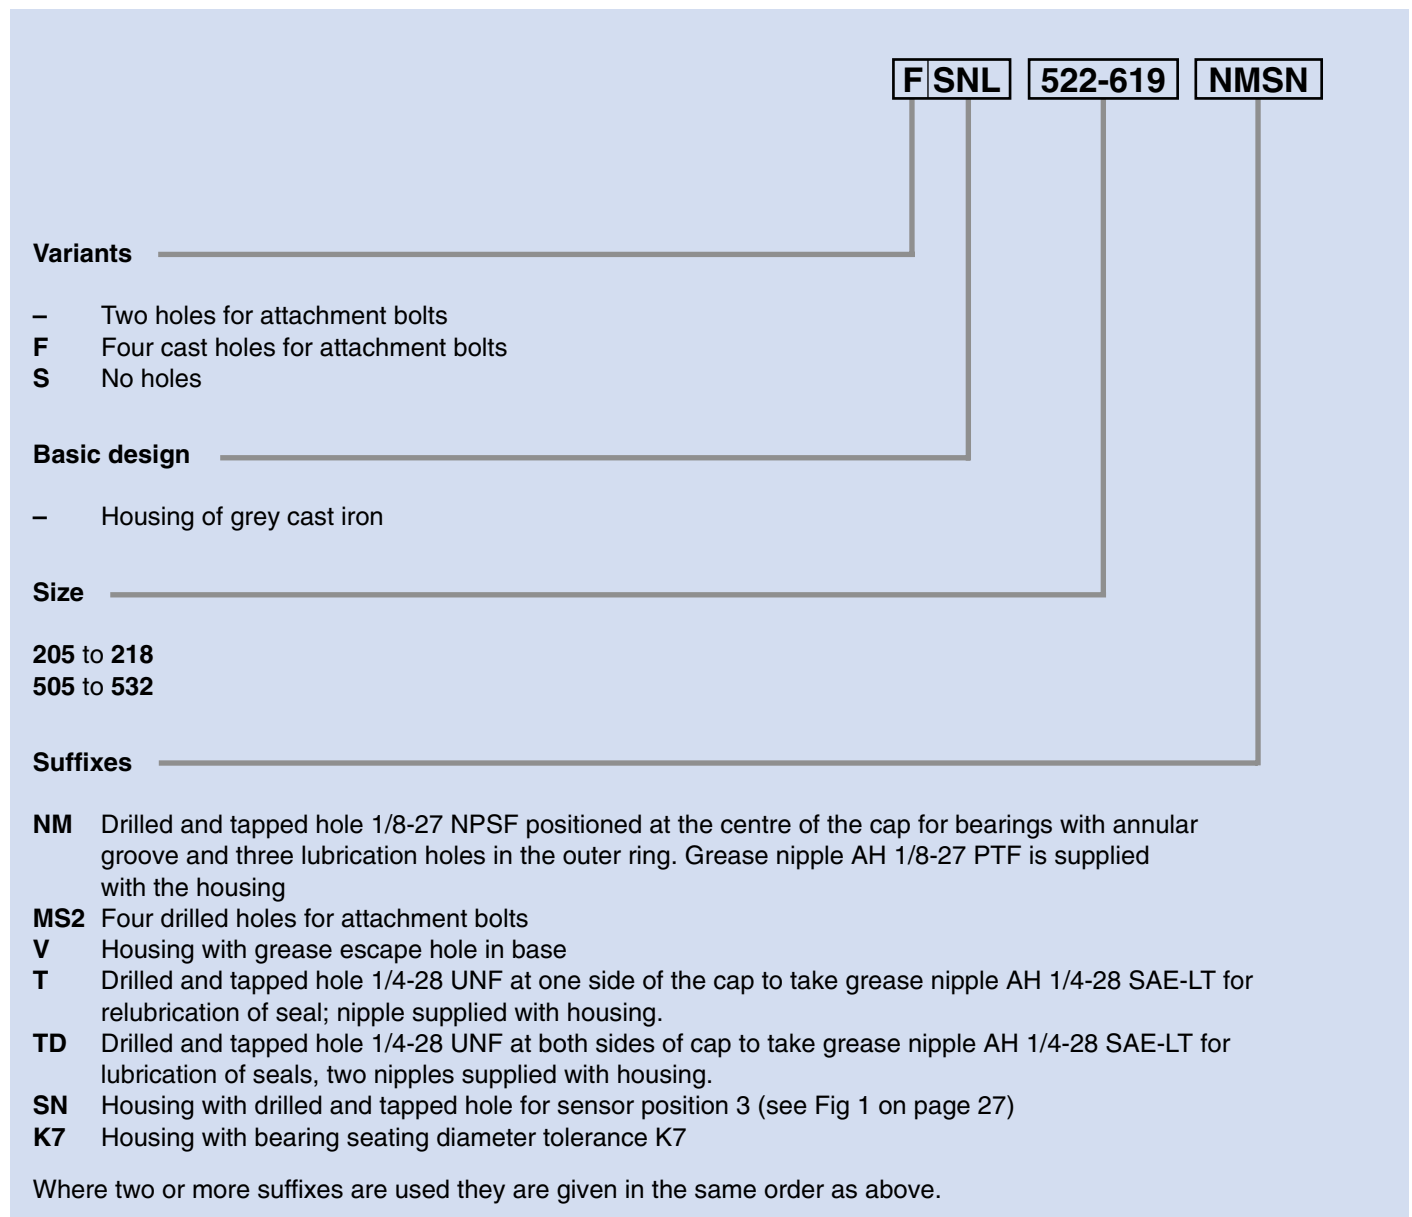 F SNL 522-619 NMSN
Variants
– Two holes for attachment bolts
F Four cast holes for attachment bolts
S No holes
Basic design
– Housing of grey cast iron
Size
205 to 218
505 to 532
Suffixes
NM Drilled and tapped hole 1/8-27 NPSF positioned at the centre of the cap for bearings with annular
groove and three lubrication holes in the outer ring. Grease nipple AH 1/8-27 PTF is supplied
with the housing
MS2 Four drilled holes for attachment bolts
V Housing with grease escape hole in base
T Drilled and tapped hole 1/4-28 UNF at one side of the cap to take grease nipple AH 1/4-28 SAE-LT for
relubrication of seal; nipple supplied with housing.
TD Drilled and tapped hole 1/4-28 UNF at both sides of cap to take grease nipple AH 1/4-28 SAE-LT for
lubrication of seals, two nipples supplied with housing.
SN Housing with drilled and tapped hole for sensor position 3 (see Fig 1 on page 27)
K7 Housing with bearing seating diameter tolerance K7
Where two or more suffixes are used they are given in the same order as above.